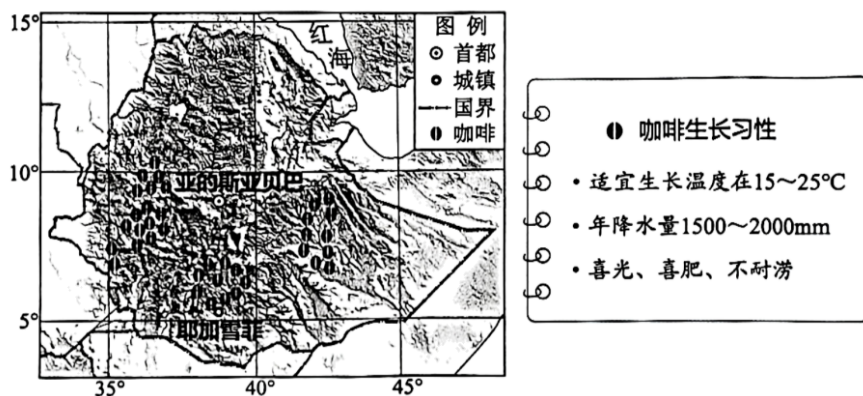 15°
10°
5°
35°
40°
45°
红海
图例
首都
城镇
国界
咖啡
亚的斯亚贝巴
耶加雪菲
咖啡生长习性
·适宜生长温度在15～25℃
·年降水量1500～2000mm
·喜光、喜肥、不耐涝